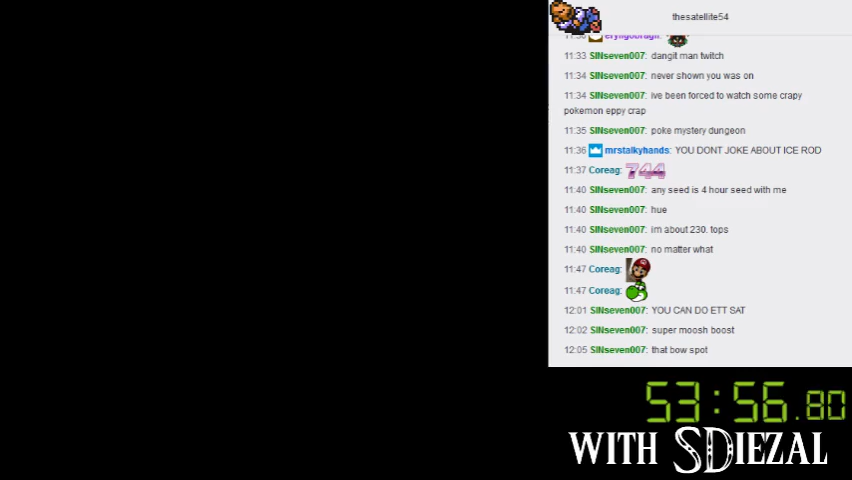 thesatellite54
11:33 SINseven007: dangit man twitch
11:34 SINseven007: never shown you was on
11:34 SINseven007: ive been forced to watch some crapy
pokemon eppy crap
11:35 SINseven007: poke mystery dungeon
11:36 mrstalkyhands: YOU DONT JOKE ABOUT ICE ROD
11:37 Coreag: 744
11:40 SINseven007: any seed is 4 hour seed with me
11:40 SINseven007: hue
11:40 SINseven007: im about 230. tops
11:40 SINseven007: no matter what
11:47 Coreag:
11:47 Coreag:
12:01 SINseven007: YOU CAN DO ETT SAT
12:02 SINseven007: super moosh boost
12:05 SINseven007: that bow spot
53:56.80
WITH SDIEZAL